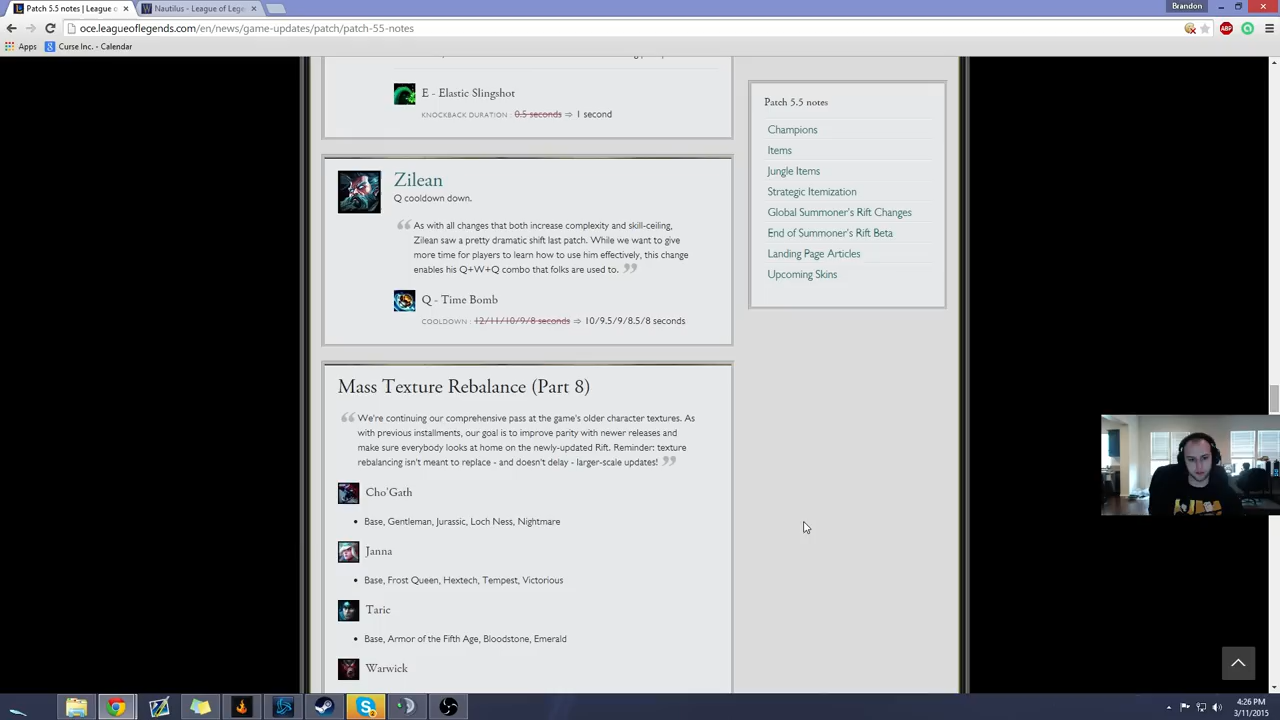 Patch 5.5 notes | League o
Nautilus - League of Lege
Brandon
oce.leagueoflegends.com/en/news/game-updates/patch/patch-55-notes
Apps
Curse Inc. - Calendar
ABP
E - Elastic Slingshot
KNOCKBACK DURATION : 0.5 seconds ⇒ 1 second
Zilean
Q cooldown down.
As with all changes that both increase complexity and skill-ceiling,
Zilean saw a pretty dramatic shift last patch. While we want to give
more time for players to learn how to use him effectively, this change
enables his Q+W+Q combo that folks are used to.
Q - Time Bomb
COOLDOWN : 12/11/10/9/8 seconds ⇒ 10/9.5/9/8.5/8 seconds
Mass Texture Rebalance (Part 8)
We're continuing our comprehensive pass at the game's older character textures. As
with previous installments, our goal is to improve parity with newer releases and
make sure everybody looks at home on the newly-updated Rift. Reminder: texture
rebalancing isn't meant to replace - and doesn't delay - larger-scale updates!
Cho'Gath
Base, Gentleman, Jurassic, Loch Ness, Nightmare
Janna
Base, Frost Queen, Hextech, Tempest, Victorious
Taric
Base, Armor of the Fifth Age, Bloodstone, Emerald
Warwick
Patch 5.5 notes
Champions
Items
Jungle Items
Strategic Itemization
Global Summoner's Rift Changes
End of Summoner's Rift Beta
Landing Page Articles
Upcoming Skins
4:26 PM
3/11/2015